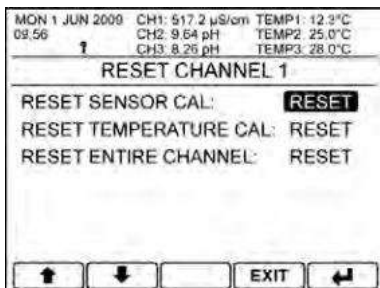 MON 1 JUN 2009 CH1: 517.2 µS/cm TEMP1: 12.3°C
09:56 CH2: 9.64 pH TEMP2: 25.0°C
CH3: 8.26 pH TEMP3: 28.0°C
RESET CHANNEL 1
RESET SENSOR CAL: RESET
RESET TEMPERATURE CAL: RESET
RESET ENTIRE CHANNEL: RESET
EXIT